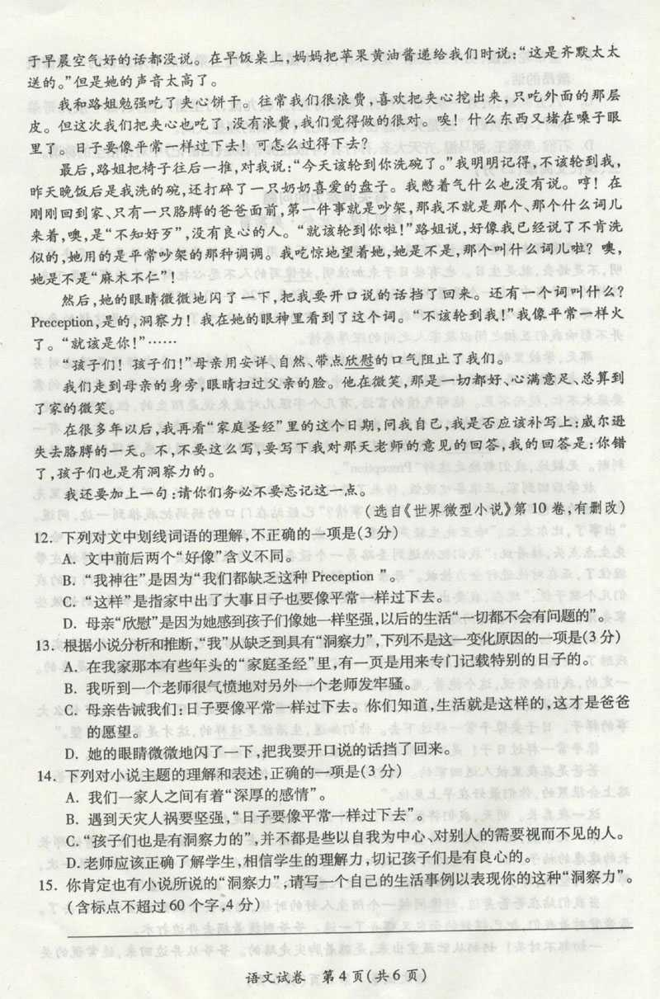 于早晨空气好的话都没说。在早饭桌上,妈妈把苹果黄油酱递给我们时说:“这是齐默太太
送的。”但是她的声音太高了。
我和路姐勉强吃了夹心饼干。往常我们很浪费,喜欢把夹心挖出来,只吃外面的那层
皮。但这次我们把夹心也吃了,没有浪费,我们觉得做的很对。唉！什么东西又堵在嗓子眼
里了。日子要像平常一样过下去！可怎么过得下去?
最后,路姐把椅子往后一推,对我说:“今天该轮到你洗碗了。”我明明记得,不该轮到我,
昨天晚饭后是我洗的碗,还打碎了一只奶奶喜爱的盘子。我憋着气什么也没有说。哼！在
刚刚回到家、只有一只胳膊的爸爸面前,第一件事就是吵架,那我不就是那个、那个什么词儿
来着,噢,是“不知好歹”,没有良心的人。“就该轮到你啦!”路姐说,好像我已经说了不肯洗
似的,她用的是平常吵架的那种调调。我吃惊地望着她,她是不是,那个叫什么词儿啦？噢,
她是不是“麻木不仁”!
然后,她的眼睛微微地闪了一下,把我要开口说的话挡了回来。还有一个词叫什么?
Preception,是的,洞察力！我在她的眼神里看到了这个词。“不该轮到我!”我像平常一样火
了。“就该是你!”……
“孩子们！孩子们!”母亲用安详、自然、带点欣慰的口气阻止了我们。
我们走到母亲的身旁,眼睛扫过父亲的脸。他在微笑,那是一切都好、心满意足、总算到
了家的微笑。
在很多年以后,我再看“家庭圣经”里的这个日期,问我自己,我是否应该补写上:威尔逊
失去胳膊的一天。不,不要这么写,要写下我对那天老师的意见的回答,我的回答是:你错
了,孩子们也是有洞察力的。
我还要加上一句:请你们务必不要忘记这一点。
(选自《世界微型小说》第 10 卷,有删改)
12. 下列对文中划线词语的理解,不正确的一项是(3 分)
A. 文中前后两个“好像”含义不同。
B. “我神往”是因为“我们都缺乏这种 Preception ”。
C. “这样”是指家中出了大事日子也要像平常一样过下去。
D. 母亲“欣慰”是因为她感到孩子们像她一样坚强,以后的生活“一切都不会有问题的”。
13. 根据小说分析和推断,“我”从缺乏到具有“洞察力”,下列不是这一变化原因的一项是(3 分)
A. 在我家那本有些年头的“家庭圣经”里,有一页是用来专门记载特别的日子的。
B. 我听到一个老师很气愤地对另外一个老师发牢骚。
C. 母亲告诫我们:日子要像平常一样过下去。你们知道,生活就是这样的,这才是爸爸
的愿望。
D. 她的眼睛微微地闪了一下,把我要开口说的话挡了回来。
14. 下列对小说主题的理解和表述,正确的一项是(3 分)
A. 我们一家人之间有着“深厚的感情”。
B. 遇到天灾人祸要坚强,“日子要像平常一样过下去”。
C.“孩子们也是有洞察力的”,并不都是些以自我为中心、对别人的需要视而不见的人。
D.老师应该正确了解学生,相信学生的理解力,切记孩子们是有良心的。
15. 你肯定也有小说所说的“洞察力”,请写一个自己的生活事例以表现你的这种“洞察力”。
(含标点不超过 60 个字,4 分)
语文试卷 第 4 页(共 6 页)